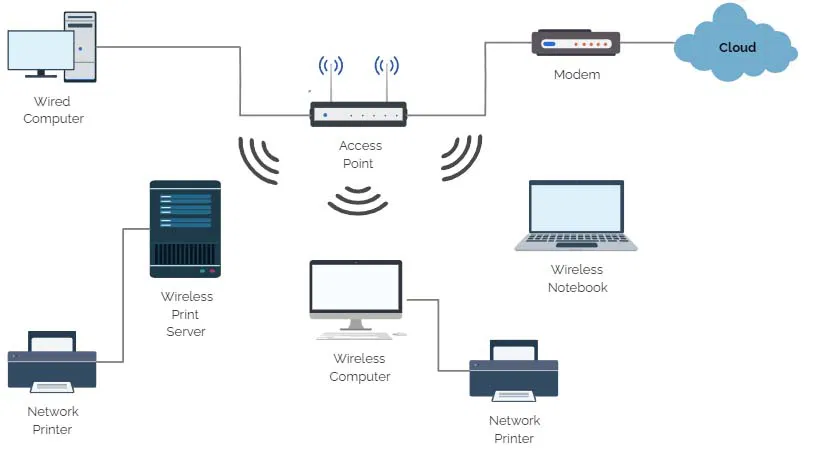 Cloud
Modem
Wired
Computer
Access
Point
Wireless
Notebook
Wireless
Print
Server
Wireless
Computer
Network
Printer
Network
Printer